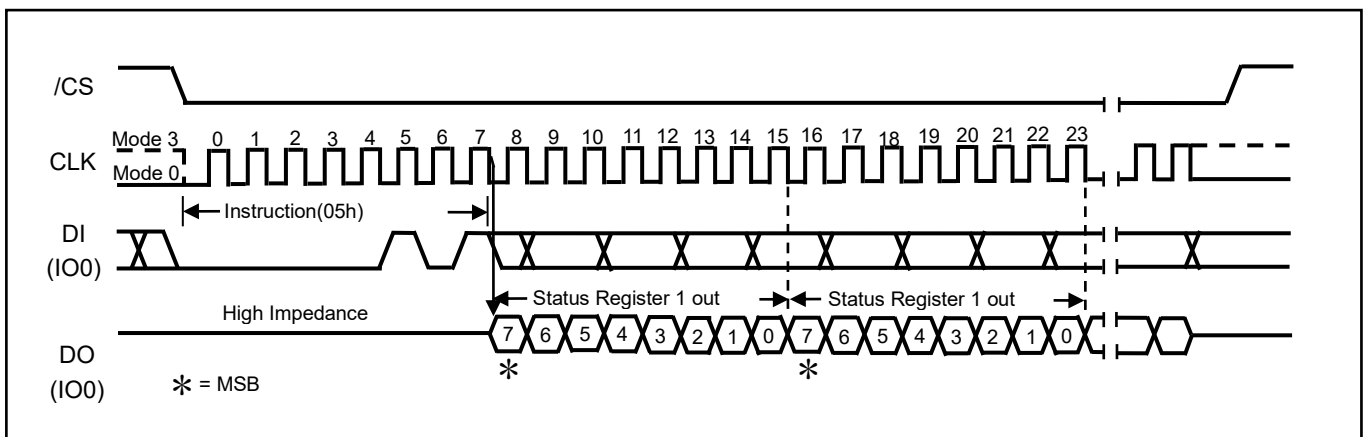 /CS
Mode 3 0 1 2 3 4 5 6 7 8 9 10 11 12 13 14 15 16 17 18 19 20 21 22 23
CLK
Mode 0
Instruction(05h)
DI
(IO0)
Status Register 1 out Status Register 1 out
High Impedance
7 6 5 4 3 2 1 0 7 6 5 4 3 2 1 0
DO
(IO0)
* = MSB
* *